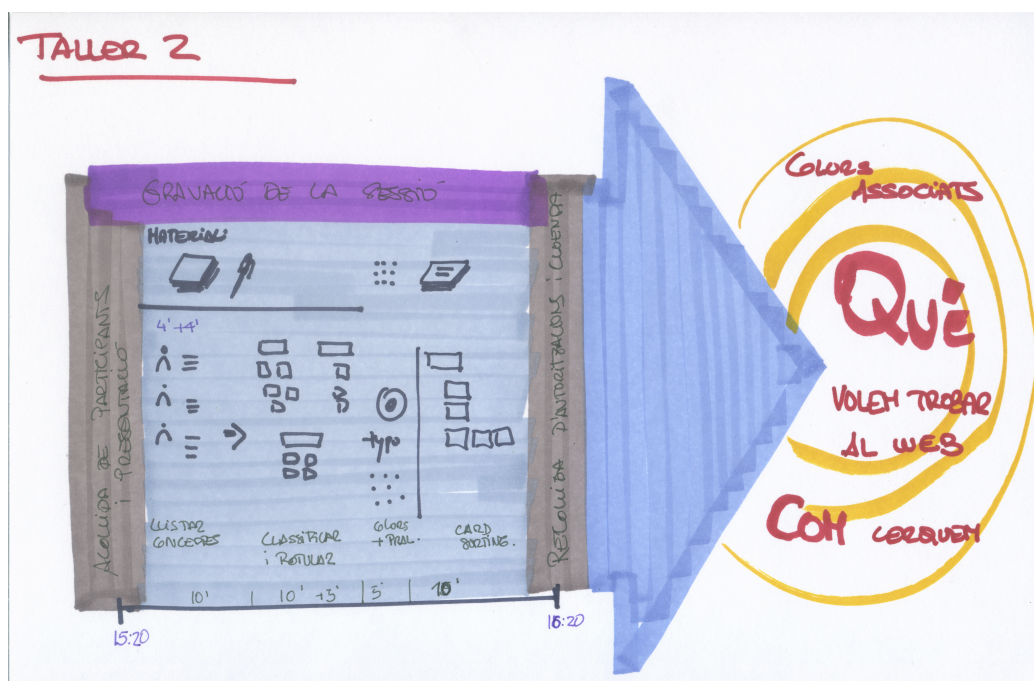 TALLER 2
GRAVACIÓ DE LA SESSIÓ
ACOLLIDA DE PARTICIPANTS
i PRESENTACIÓ
MATERIAL:
4' +4'
+typo
LLISTAR
CONCEPTES
CLASSIFICAR
i ROTULAR
COLORS
+ PRAL.
CARD
SORTING.
10'
10' +3'
5'
10'
15:20
16:20
RECOLLIDA D'AUTORITZACIONS i CLOENDA
COLORS
ASSOCIATS
QUÈ
VOLEM TROBAR
AL WEB
COM CERQUEM